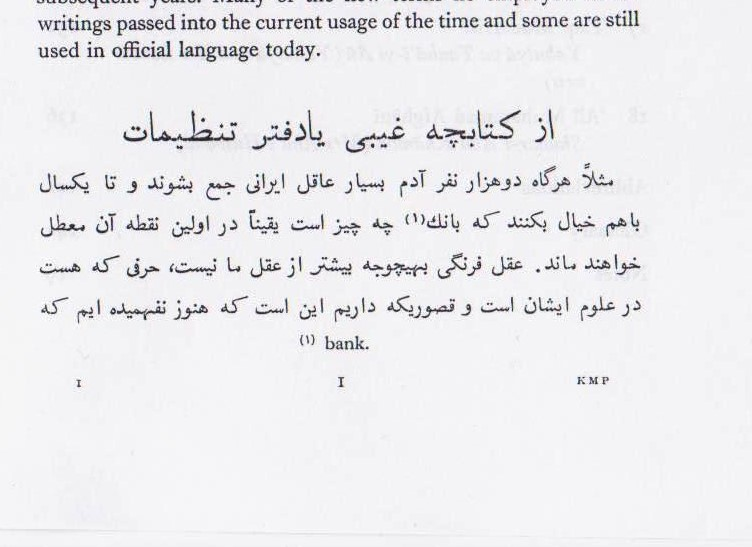 writings passed into the current usage of the time and some are still
used in official language today.
از کتابچه غیبی یادفتر تنظیمات
مثلاً هرگاه دوهزار نفر آدم بسیار عاقل ایرانی جمع بشوند و تا یکسال
باهم خیال بکنند که بانك(۱) چه چیز است یقیناً در اولین نقطه آن معطل
خواهند ماند. عقل فرنگی بهیچوجه بیشتر از عقل ما نیست، حرفی که هست
در علوم ایشان است و قصوریکه داریم این است که هنوز نفهمیده ایم که
(۱) bank.
I I KMP